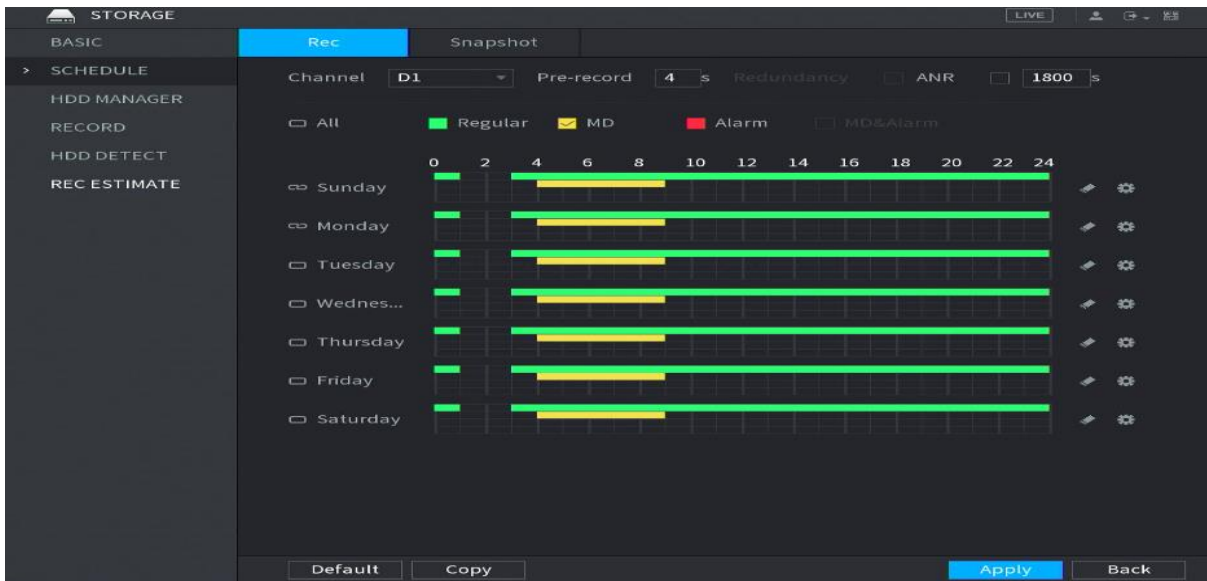 STORAGE LIVE
BASIC
Rec Snapshot
SCHEDULE
Channel D1 Pre-record 4 s Redundancy ANR 1800 s
HDD MANAGER
RECORD
All Regular MD Alarm MD&Alarm
HDD DETECT
0 2 4 6 8 10 12 14 16 18 20 22 24
REC ESTIMATE
Sunday
Monday
Tuesday
Wednes...
Thursday
Friday
Saturday
Default Copy Apply Back